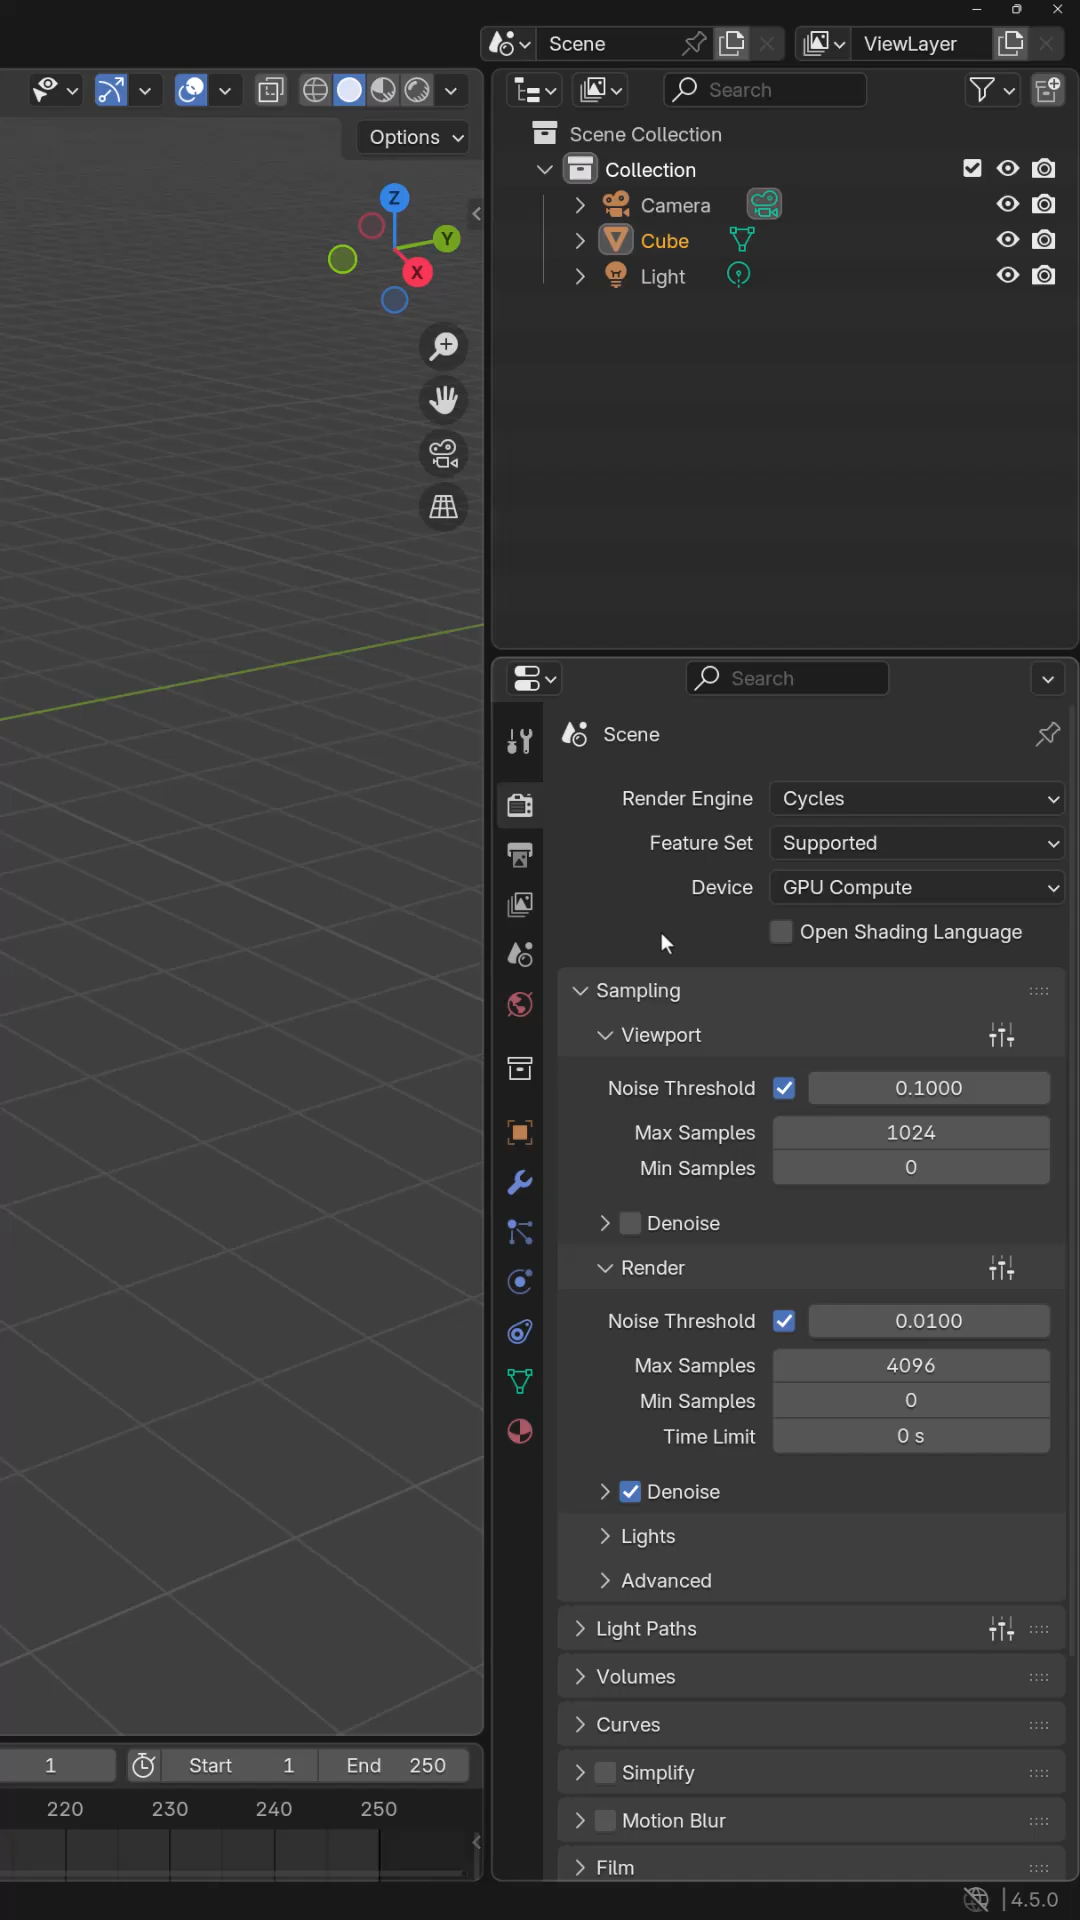 Scene
ViewLayer
Search
Options
Scene Collection
Collection
Camera
Cube
Light
Z
Y
X
Search
Scene
Render Engine Cycles
Feature Set Supported
Device GPU Compute
Open Shading Language
Sampling
Viewport
Noise Threshold 0.1000
Max Samples 1024
Min Samples 0
Denoise
Render
Noise Threshold 0.0100
Max Samples 4096
Min Samples 0
Time Limit 0 s
Denoise
Lights
Advanced
Light Paths
Volumes
Curves
Simplify
Motion Blur
Film
1 Start 1 End 250
220 230 240 250
4.5.0